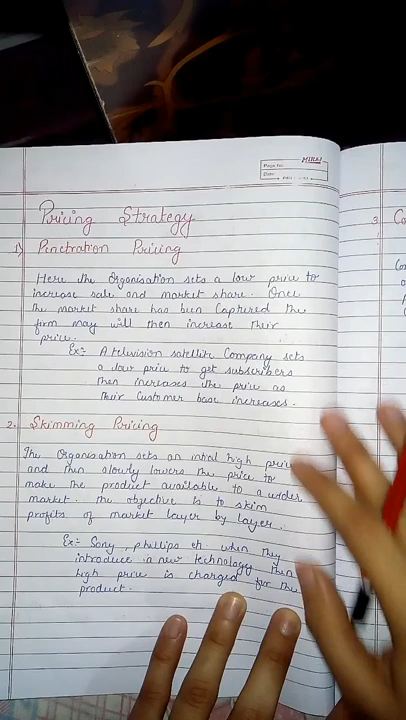 MIRAJ
Page No.
Date:
Pricing Strategy
1) Penetration Pricing
Here the Organisation sets a low price to
increase sale and market share. Once
the market share has been Captured the
firm may will then increase their
price.
Ex:- A television satellite Company sets
a low price to get subscribers
then increases the price as
their Customer base increases.
2. Skimming Pricing
The Organisation sets an intial high price
and then slowly lowers the price to
make the product available to a wider
market. The objective is to skim
profits of market layer by layer.
Ex:- Sony, phillips etc. when they
introduce a new technology then
high price is charged for the
product.
3.
Co